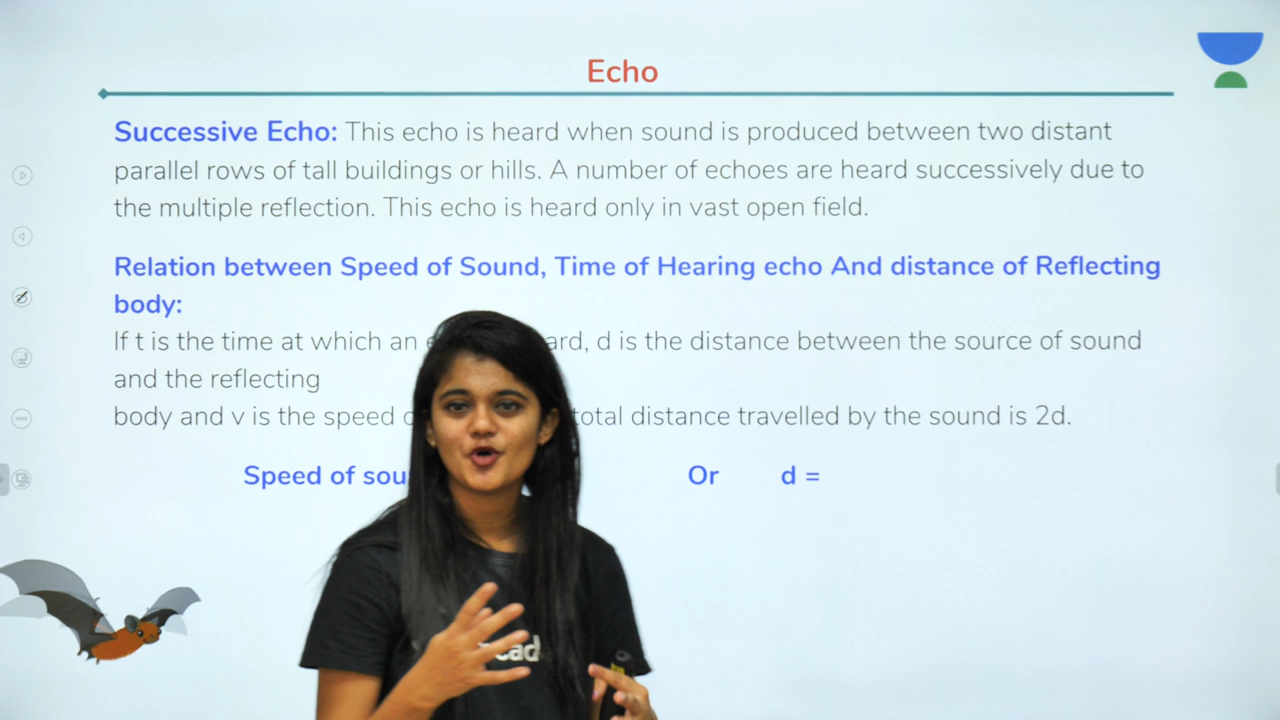 Echo
Successive Echo: This echo is heard when sound is produced between two distant
parallel rows of tall buildings or hills. A number of echoes are heard successively due to
the multiple reflection. This echo is heard only in vast open field.
Relation between Speed of Sound, Time of Hearing echo And distance of Reflecting
body:
If t is the time at which an d, d is the distance between the source of sound
and the reflecting
body and v is the speed total distance travelled by the sound is 2d.
Speed of Or d =